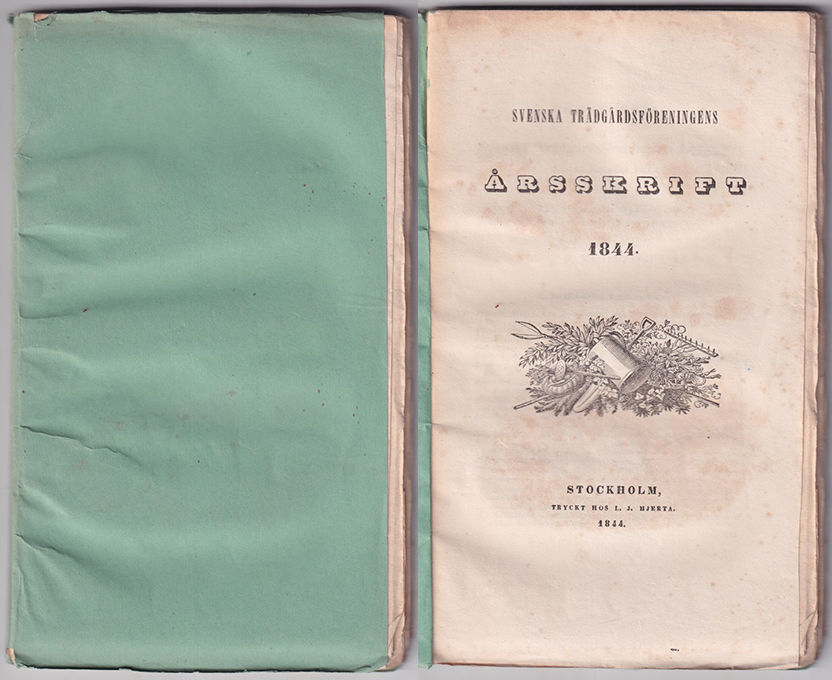 SVENSKA TRÄDGÅRDSFÖRENINGENS
ÅRSSKRIFT
1844.
STOCKHOLM,
TRYCKT HOS L. J. HJERTA.
1844.